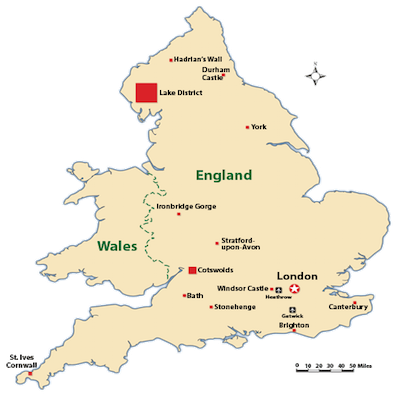 Hadrian's Wall
N
Durham
Castle
Lake District
York
England
Ironbridge Gorge
Wales
Stratford-
upon-Avon
Cotswolds
London
Windsor Castle
Heathrow
Bath
Stonehenge
Canterbury
Gatwick
Brighton
St. Ives
Cornwall
0 10 20 30 40 50 Miles